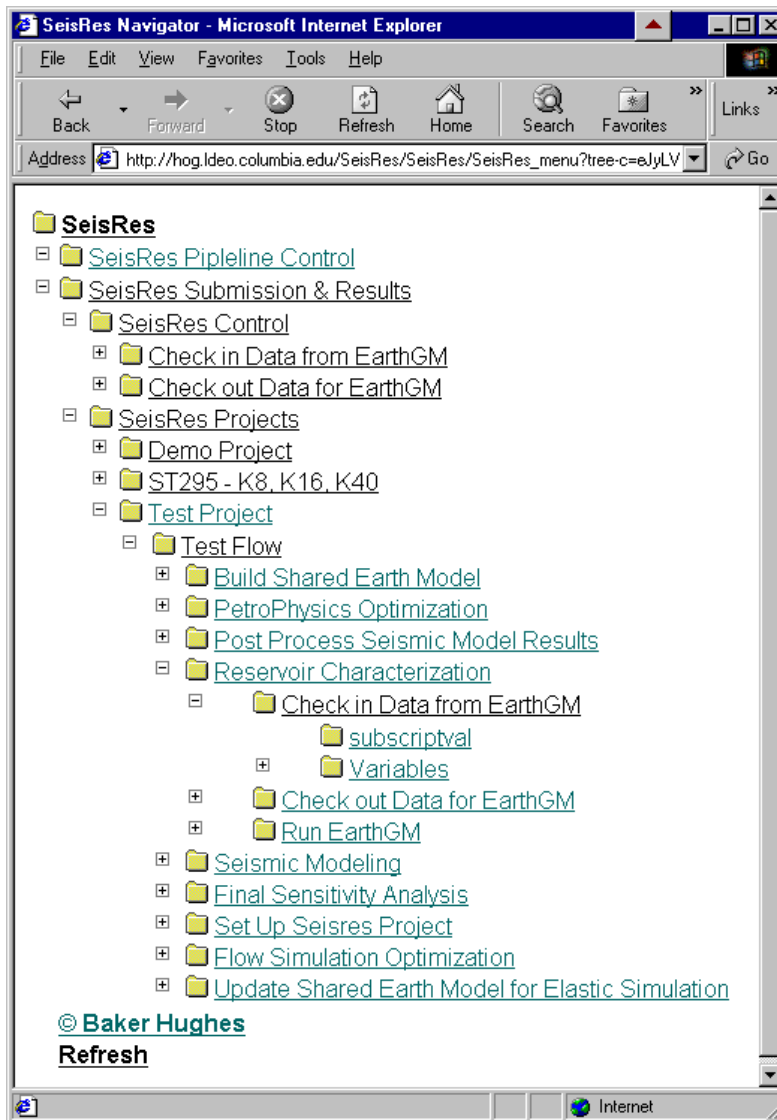 SeisRes Navigator - Microsoft Internet Explorer
File Edit View Favorites Tools Help
Back Forward Stop Refresh Home Search Favorites » Links »
Address http://hog.ldeo.columbia.edu/SeisRes/SeisRes/SeisRes_menu?tree-c=eJyLV Go
SeisRes
SeisRes Pipleline Control
SeisRes Submission & Results
SeisRes Control
Check in Data from EarthGM
Check out Data for EarthGM
SeisRes Projects
Demo Project
ST295 - K8, K16, K40
Test Project
Test Flow
Build Shared Earth Model
PetroPhysics Optimization
Post Process Seismic Model Results
Reservoir Characterization
Check in Data from EarthGM
subscriptval
Variables
Check out Data for EarthGM
Run EarthGM
Seismic Modeling
Final Sensitivity Analysis
Set Up Seisres Project
Flow Simulation Optimization
Update Shared Earth Model for Elastic Simulation
© Baker Hughes
Refresh
Internet